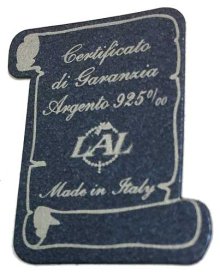 Certificato
di Garanzia
Argento 925‰
LAL
Made in Italy